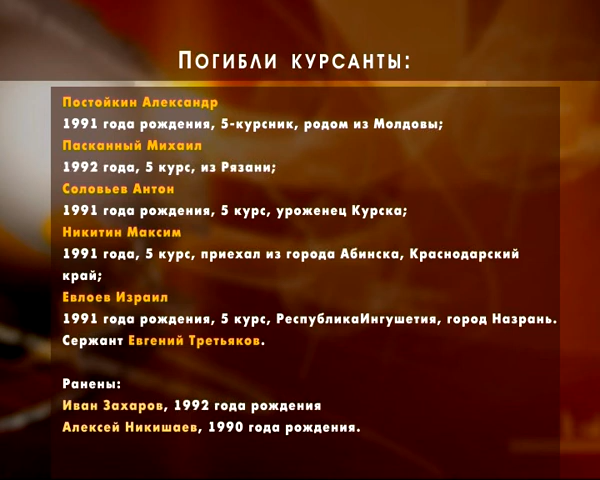 Погибли курсанты:
Постойкин Александр
1991 года рождения, 5-курсник, родом из Молдовы;
Пасканный Михаил
1992 года, 5 курс, из Рязани;
Соловьев Антон
1991 года рождения, 5 курс, уроженец Курска;
Никитин Максим
1991 года, 5 курс, приехал из города Абинска, Краснодарский
край;
Евлоев Израил
1991 года рождения, 5 курс, РеспубликаИнгушетия, город Назрань.
Сержант Евгений Третьяков.
Ранены:
Иван Захаров, 1992 года рождения
Алексей Никишаев, 1990 года рождения.